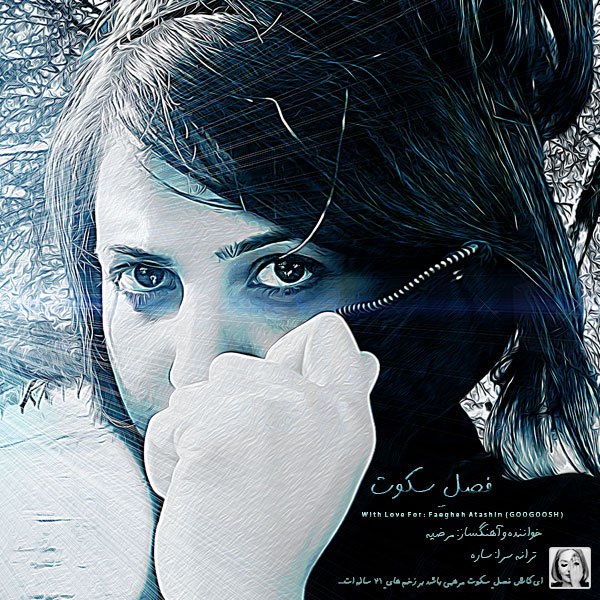 فصل سکوت
With Love For : Faegheh Atashin (GOOGOOSH)
خواننده و آهنگساز: مرضیه
ترانه سرا: ساره
ای کاش فصل سکوت مرهمی باشد بر زخم های ۲۱ ساله ات...